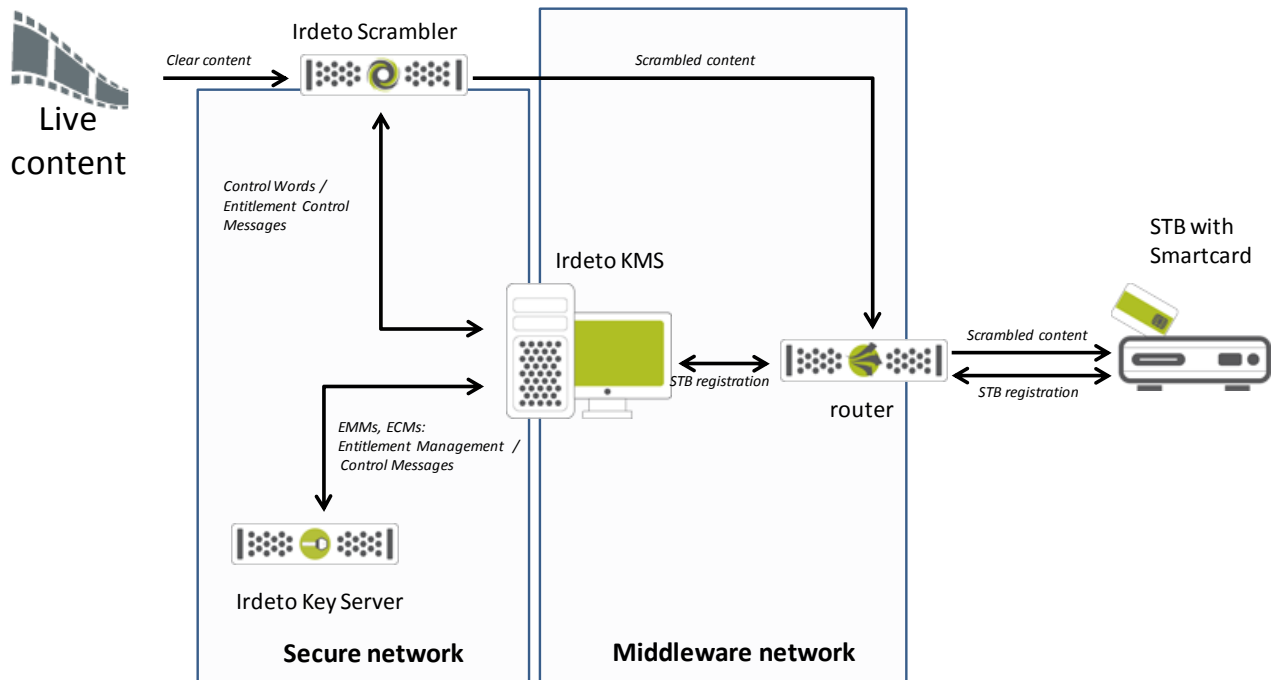 Irdeto Scrambler
Clear content
Scrambled content
Live
content
Control Words /
Entitlement Control
Messages
STB with
Smartcard
Irdeto KMS
Scrambled content
STB registration
STB registration
router
EMMs, ECMs:
Entitlement Management /
Control Messages
Irdeto Key Server
Secure network
Middleware network